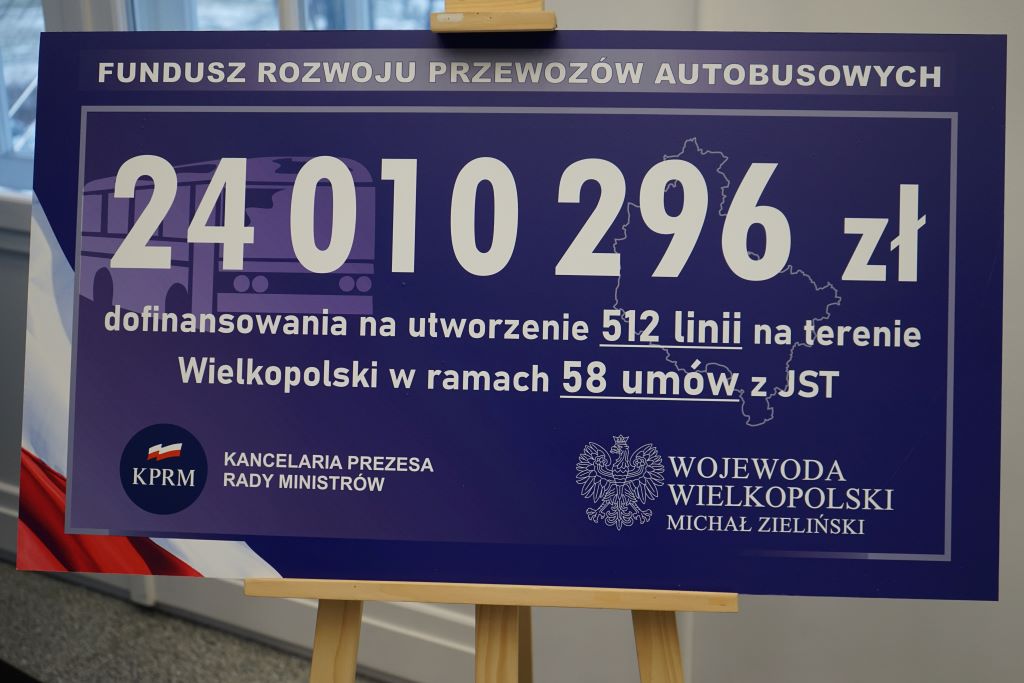 FUNDUSZ ROZWOJU PRZEWOZÓW AUTOBUSOWYCH
24 010 296 zł
dofinansowania na utworzenie 512 linii na terenie
Wielkopolski w ramach 58 umów z JST
KPRM
KANCELARIA PREZESA
RADY MINISTRÓW
WOJEWODA
WIELKOPOLSKI
MICHAŁ ZIELIŃSKI